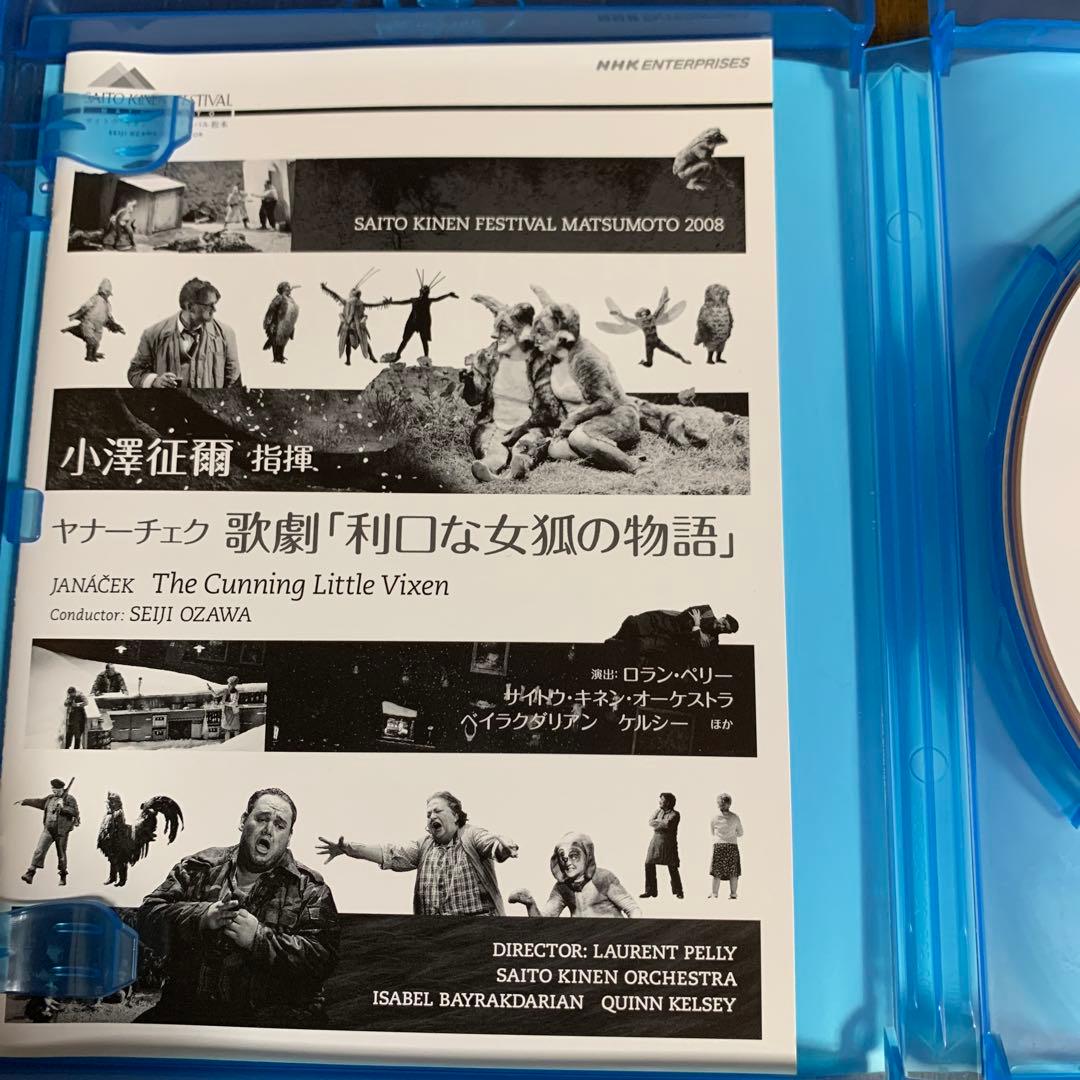 NHK ENTERPRISES
SAITO KINEN FESTIVAL
SAITO KINEN FESTIVAL MATSUMOTO 2008
小澤征爾 指揮
ヤナーチェク 歌劇「利口な女狐の物語」
JANÁČEK The Cunning Little Vixen
Conductor: SEIJI OZAWA
演出: ロラン・ペリー
サイトウ・キネン・オーケストラ
ベイラクダリアン ケルシー ほか
DIRECTOR: LAURENT PELLY
SAITO KINEN ORCHESTRA
ISABEL BAYRAKDARIAN QUINN KELSEY